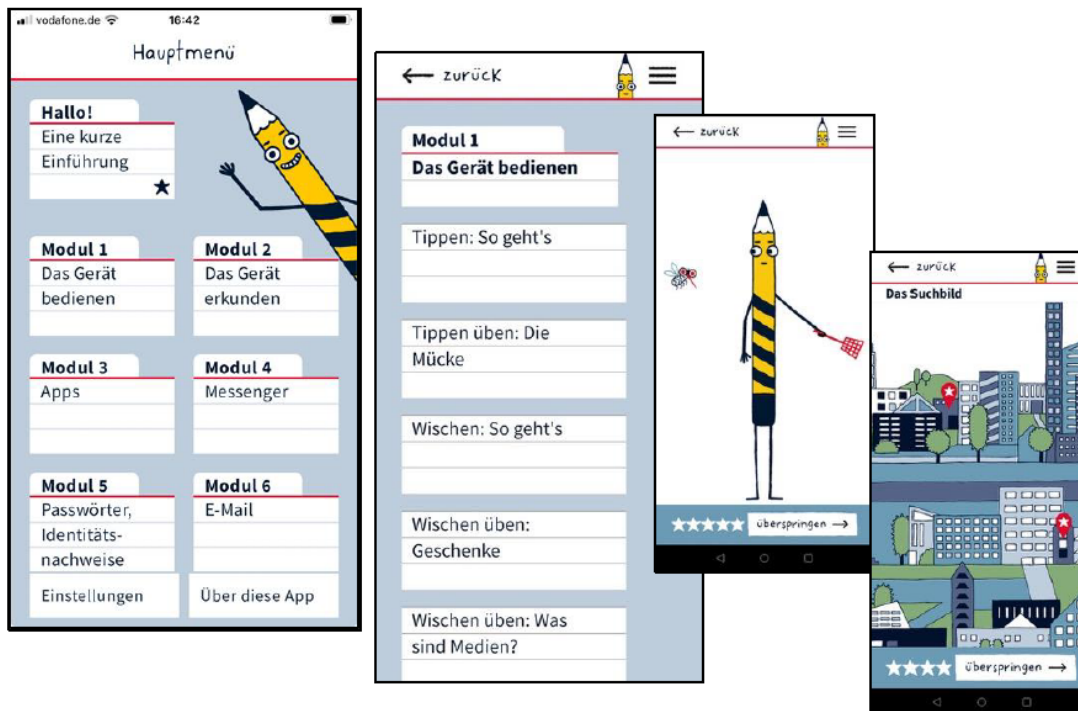 vodafone.de 16:42
Hauptmenü
Hallo!
Eine kurze
Einführung
Modul 1
Das Gerät
bedienen
Modul 2
Das Gerät
erkunden
Modul 3
Apps
Modul 4
Messenger
Modul 5
Passwörter,
Identitäts-
nachweise
Modul 6
E-Mail
Einstellungen
Über diese App
← zurück
Modul 1
Das Gerät bedienen
Tippen: So geht's
Tippen üben: Die
Mücke
Wischen: So geht's
Wischen üben:
Geschenke
Wischen üben: Was
sind Medien?
← zurück
überspringen →
← zurück
Das Suchbild
überspringen →